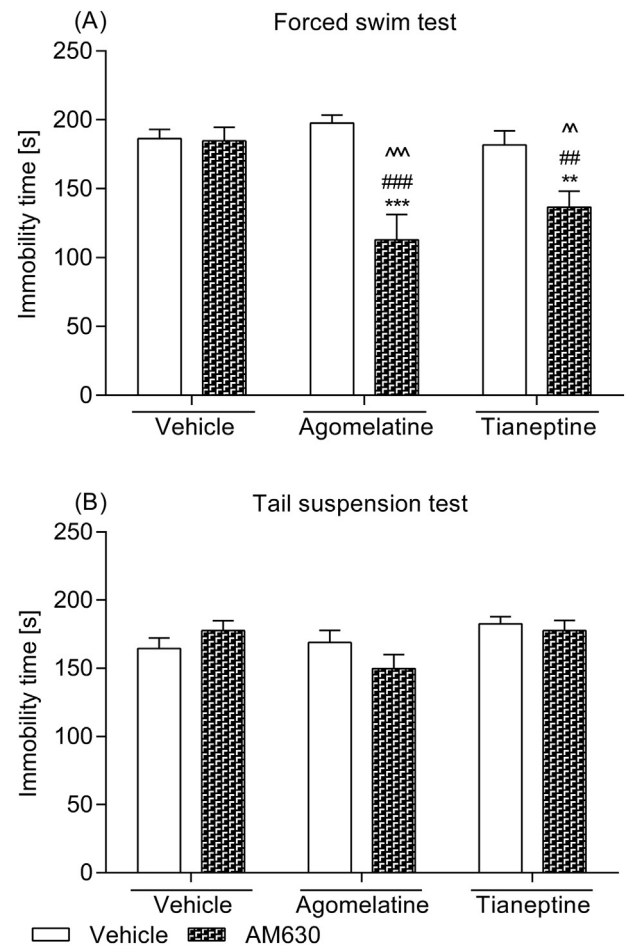 (A) Forced swim test
Immobility time [s]
250
200
150
100
50
0
^^^
###
***
^^
##
**
Vehicle Agomelatine Tianeptine
(B) Tail suspension test
Immobility time [s]
250
200
150
100
50
0
Vehicle Agomelatine Tianeptine
Vehicle AM630